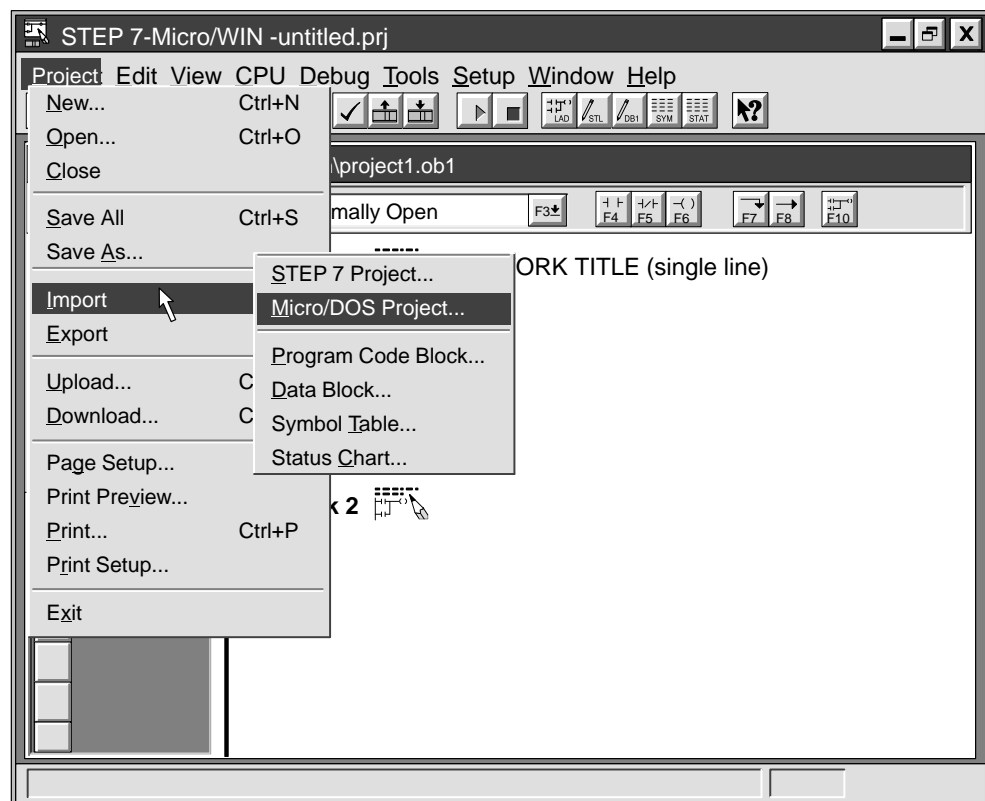 STEP 7-Micro/WIN -untitled.prj
Project Edit View CPU Debug Tools Setup Window Help
New... Ctrl+N
Open... Ctrl+O
Close
Save All Ctrl+S
Save As...
Import
Export
Upload... C
Download... C
Page Setup...
Print Preview...
Print... Ctrl+P
Print Setup...
Exit
LAD STL DB1 SYM STAT
\project1.ob1
mally Open F3 F4 F5 F6 F7 F8 F10
ORK TITLE (single line)
STEP 7 Project...
Micro/DOS Project...
Program Code Block...
Data Block...
Symbol Table...
Status Chart...
k 2